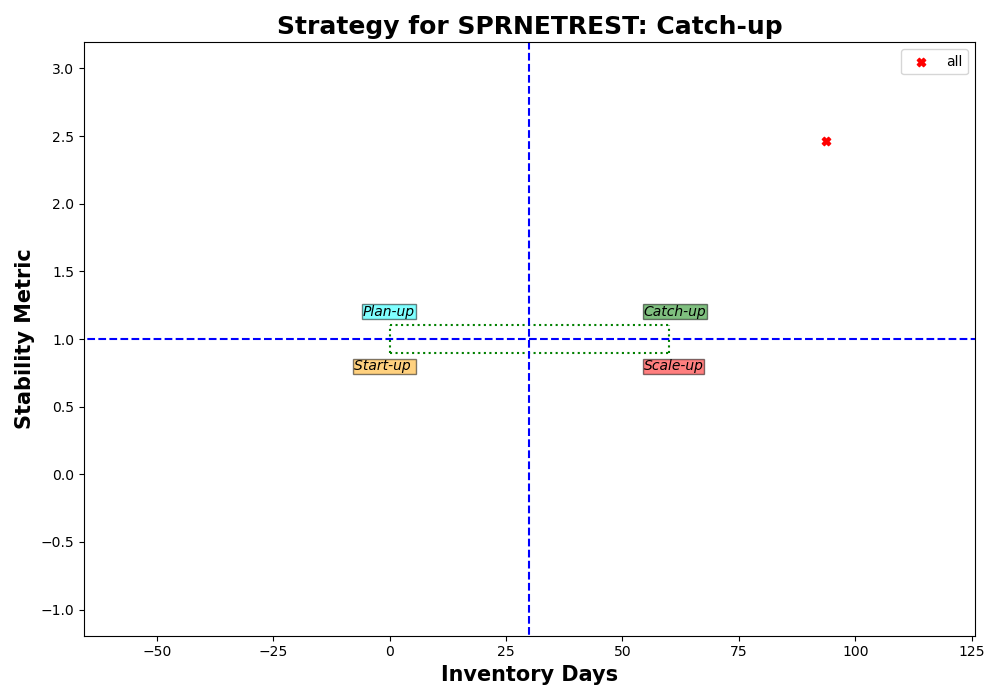 Strategy for SPRNETREST: Catch-up
all
3.0
2.5
2.0
1.5
1.0
0.5
0.0
−0.5
−1.0
Stability Metric
Plan-up
Catch-up
Start-up
Scale-up
−50
−25
0
25
50
75
100
125
Inventory Days